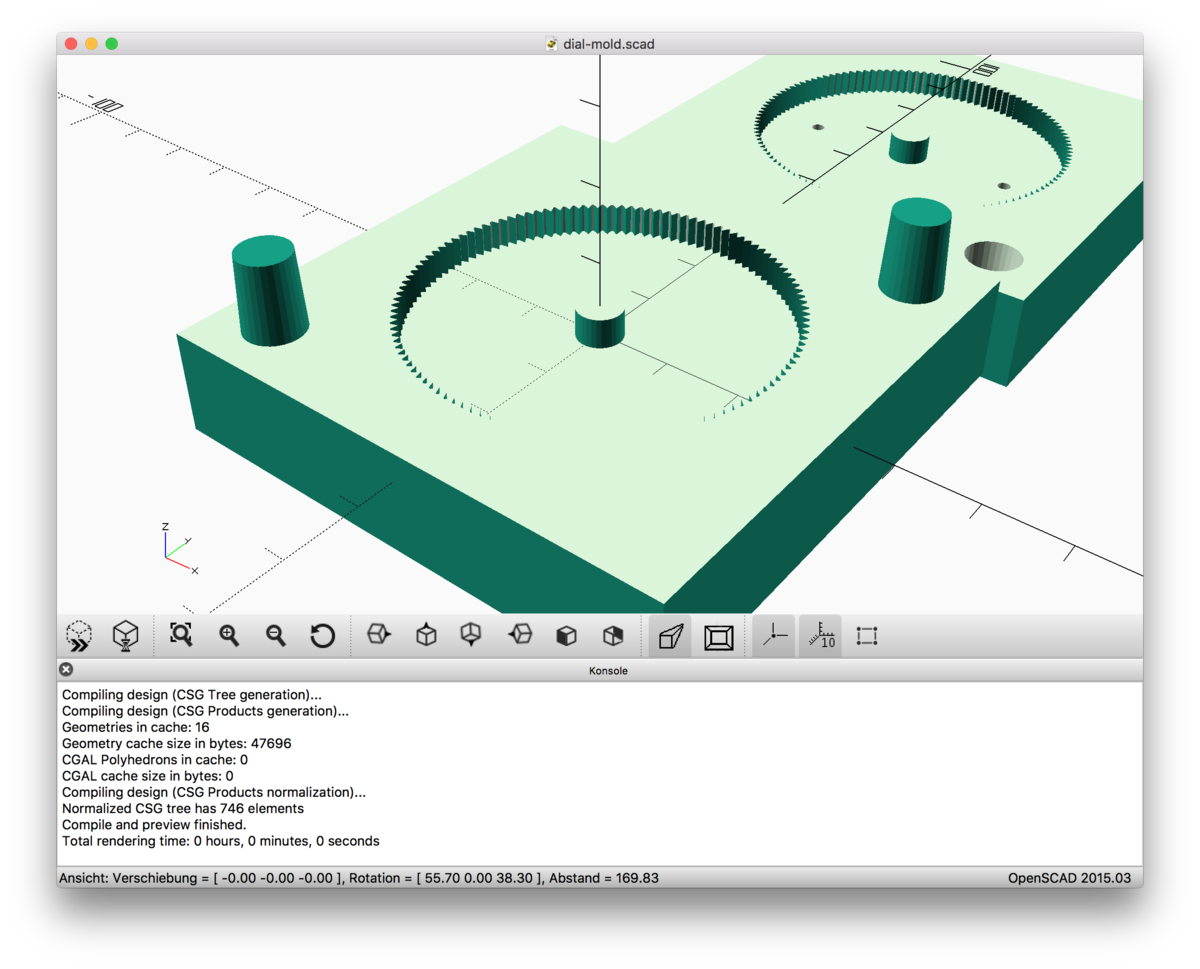 dial-mold.scad
10
10
Z
Y
X
10
Konsole
Compiling design (CSG Tree generation)...
Compiling design (CSG Products generation)...
Geometries in cache: 16
Geometry cache size in bytes: 47696
CGAL Polyhedrons in cache: 0
CGAL cache size in bytes: 0
Compiling design (CSG Products normalization)...
Normalized CSG tree has 746 elements
Compile and preview finished.
Total rendering time: 0 hours, 0 minutes, 0 seconds
Ansicht: Verschiebung = [ -0.00 -0.00 -0.00 ], Rotation = [ 55.70 0.00 38.30 ], Abstand = 169.83
OpenSCAD 2015.03